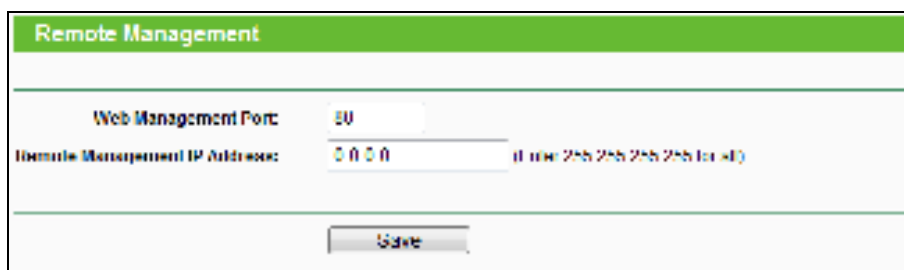 Remote Management
Web Management Port: 80
Remote Management IP Address: 0.0.0.0 (Enter 255.255.255.255 for all)
Save